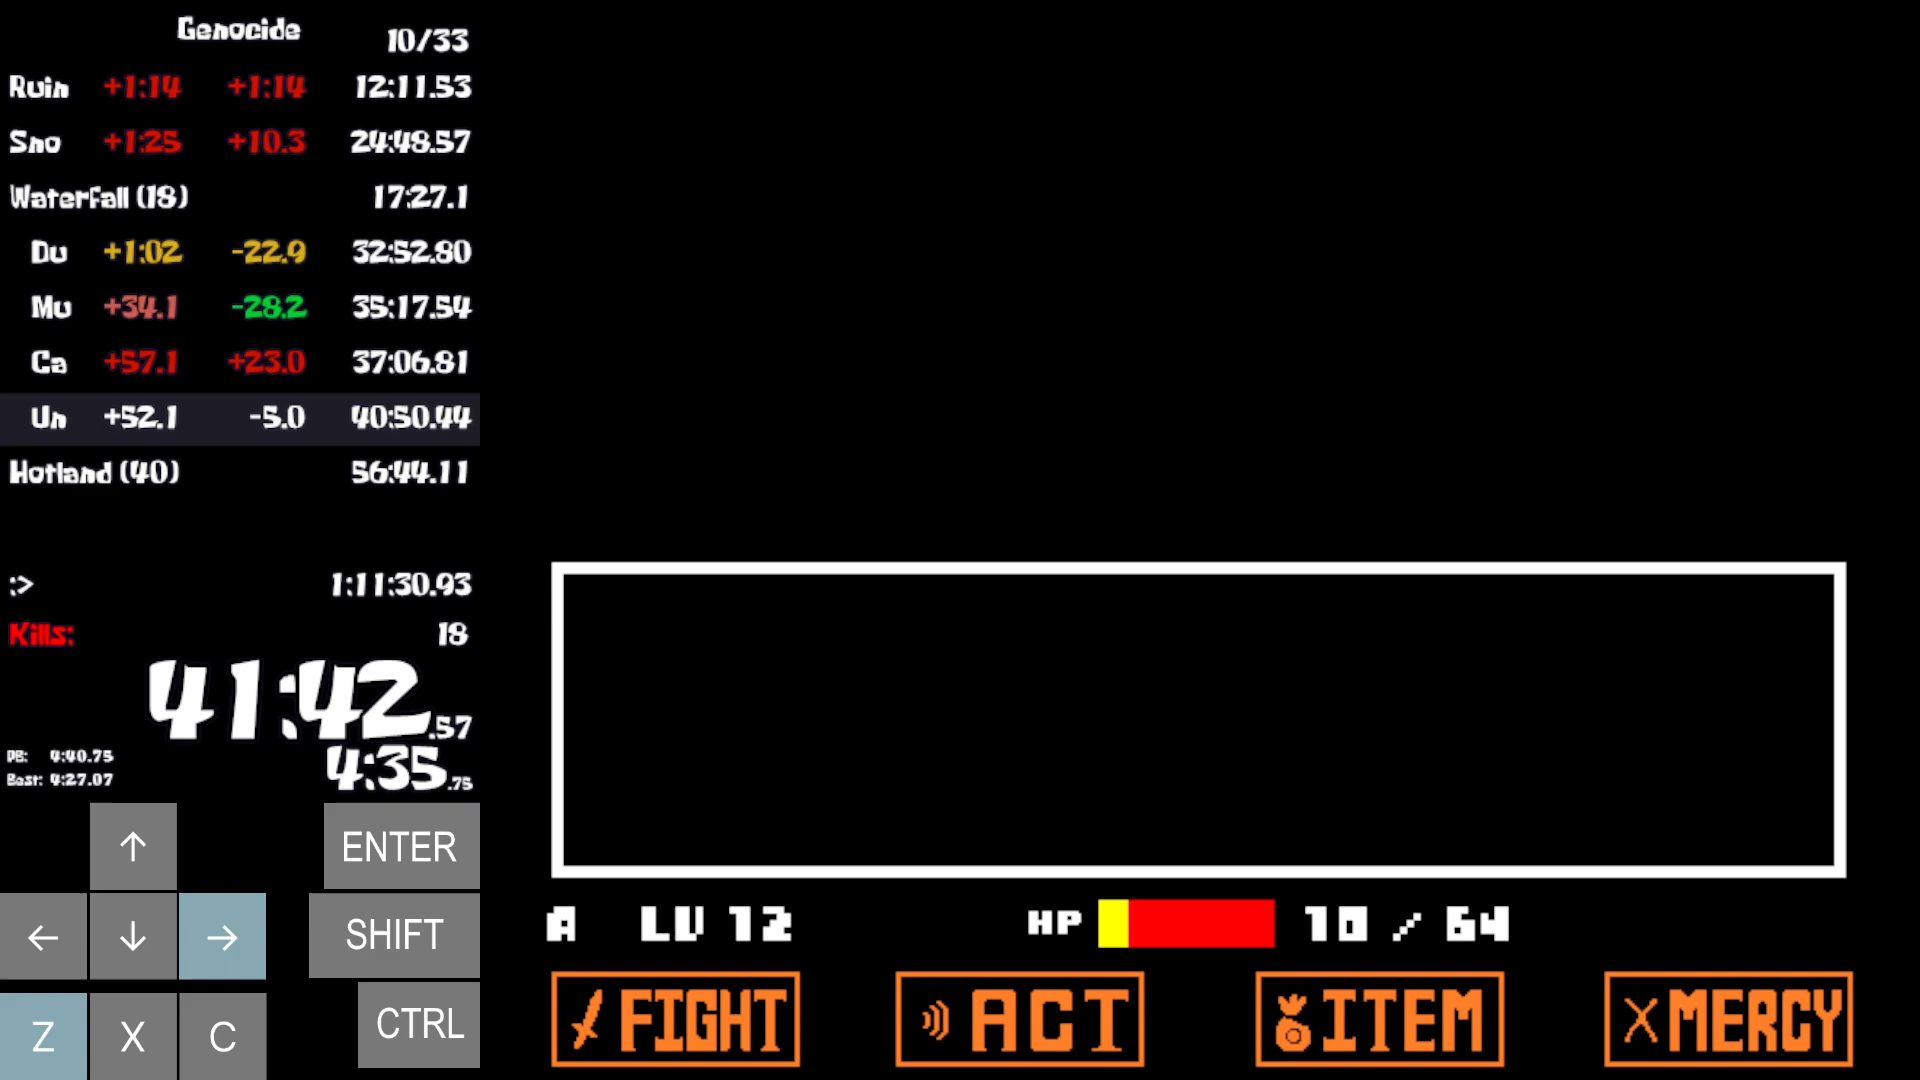 Genocide 10/33
Ruin +1:14 +1:14 12:11.53
Sno +1:25 +10.3 24:48.57
Waterfall (18) 17:27.1
Du +1:02 -22.9 32:52.80
Mu +34.1 -28.2 35:17.54
Ca +57.1 +23.0 37:06.81
Un +52.1 -5.0 40:50.44
Hotland (40) 56:44.11
:> 1:11:30.93
Kills: 18
41:42.57
PB: 4:40.75
Best: 4:27.07
4:35.75
↑ ENTER
← ↓ → SHIFT
Z X C CTRL
A LV 12 HP 10 / 64
FIGHT ACT ITEM MERCY